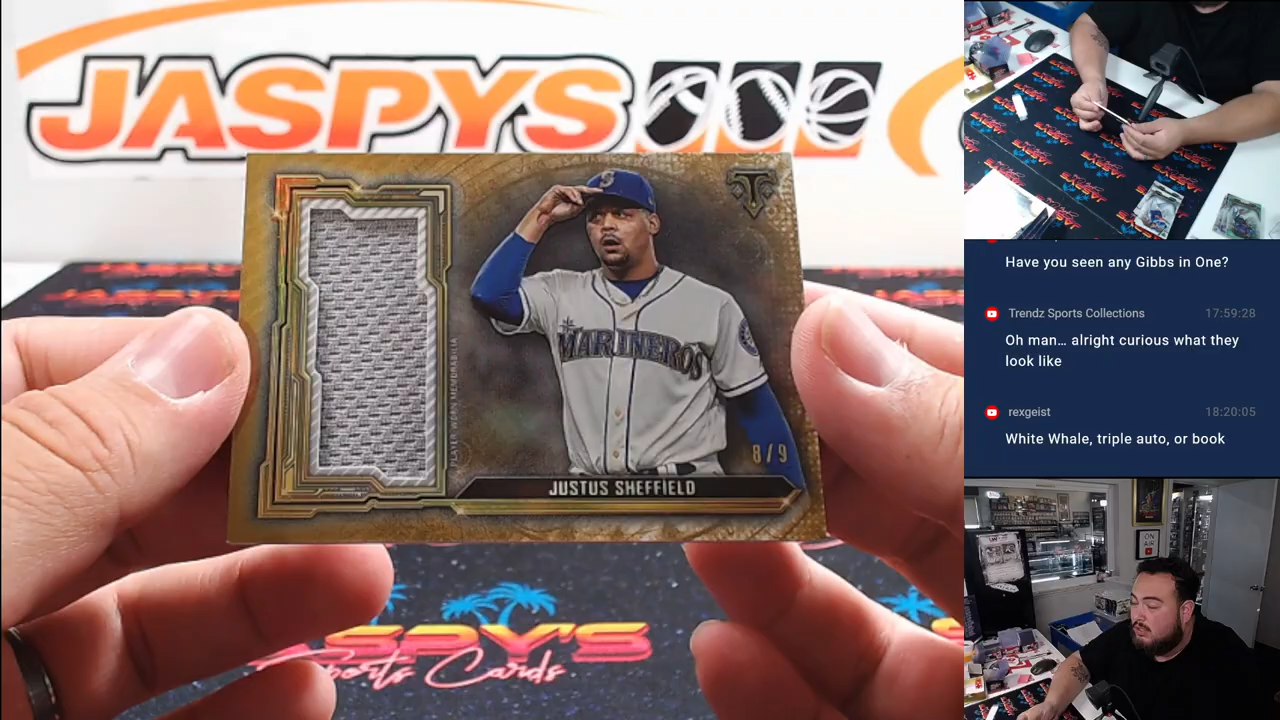 JASPYS
S
T
MARINEROS
PLAYER-WORN MEMORABILIA
8/9
JUSTUS SHEFFIELD
JASPY'S
Sports Cards
Have you seen any Gibbs in One?
Trendz Sports Collections 17:59:28
Oh man... alright curious what they
look like
rexgeist 18:20:05
White Whale, triple auto, or book
ON
AIR